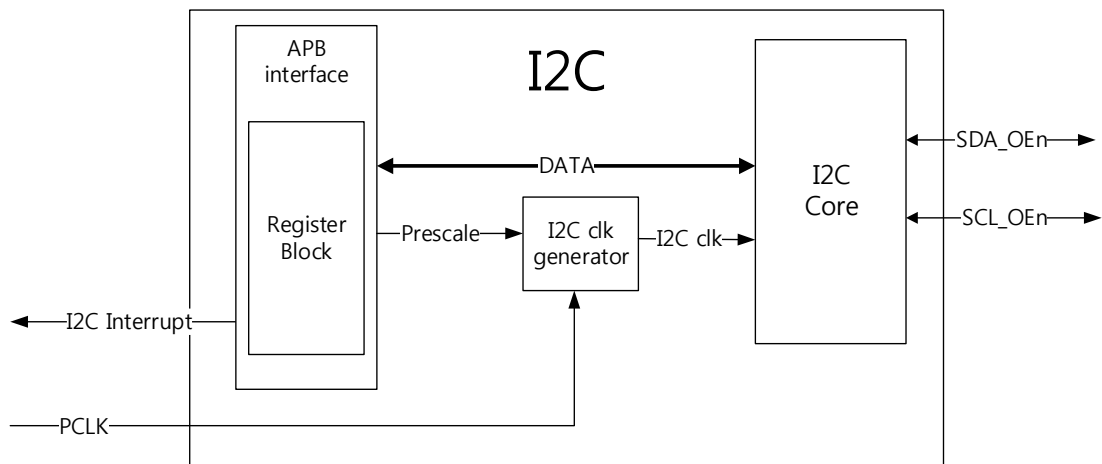 APB
interface
I2C
DATA
SDA_OEn
I2C
Core
SCL_OEn
Register
Block
Prescale
I2C clk
generator
I2C clk
I2C Interrupt
PCLK